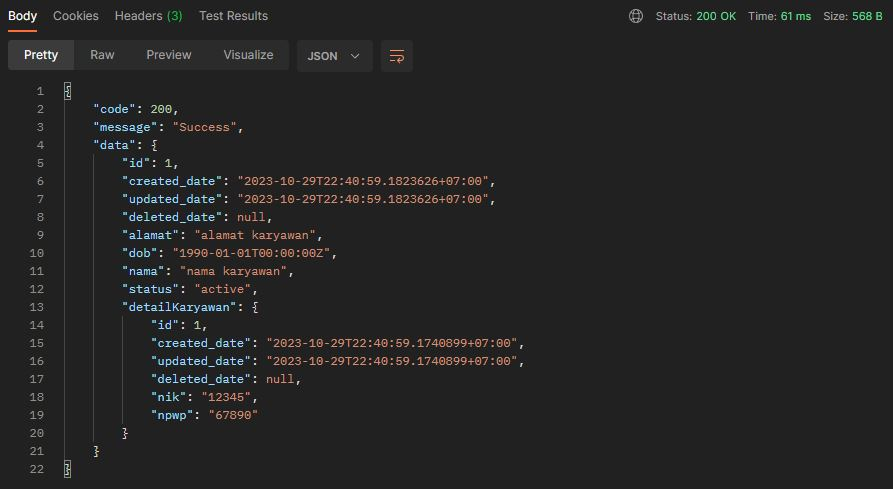 Body Cookies Headers (3) Test Results Status: 200 OK Time: 61 ms Size: 568 B
Pretty Raw Preview Visualize JSON
1 {
2 "code": 200,
3 "message": "Success",
4 "data": {
5 "id": 1,
6 "created_date": "2023-10-29T22:40:59.1823626+07:00",
7 "updated_date": "2023-10-29T22:40:59.1823626+07:00",
8 "deleted_date": null,
9 "alamat": "alamat karyawan",
10 "dob": "1990-01-01T00:00:00Z",
11 "nama": "nama karyawan",
12 "status": "active",
13 "detailKaryawan": {
14 "id": 1,
15 "created_date": "2023-10-29T22:40:59.1740899+07:00",
16 "updated_date": "2023-10-29T22:40:59.1740899+07:00",
17 "deleted_date": null,
18 "nik": "12345",
19 "npwp": "67890"
20 }
21 }
22 }